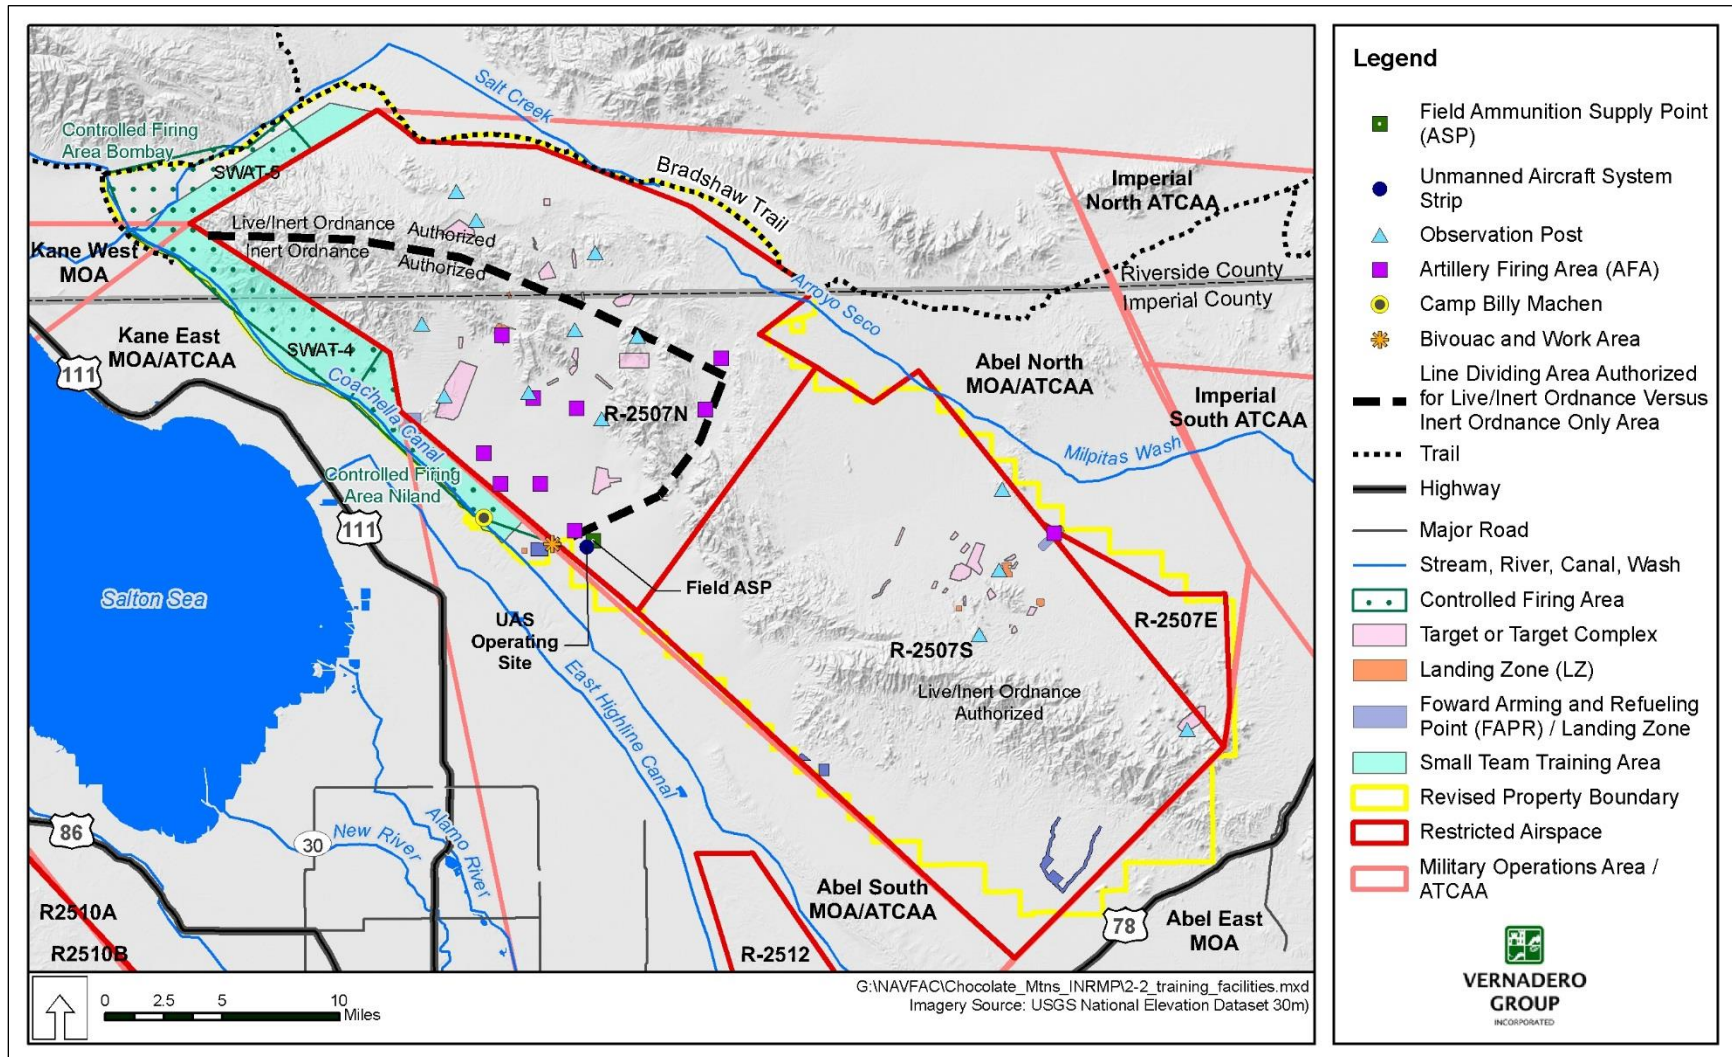 Salt Creek
Controlled Firing
Area Bombay
SWAT-5
Bradshaw Trail
Imperial
North ATCAA
Live/Inert Ordnance
Authorized
Inert Ordnance
Authorized
Kane West
MOA
Arroyo Seco
Riverside County
Imperial County
Kane East
MOA/ATCAA
SWAT-4
111
Coachella Canal
Abel North
MOA/ATCAA
Imperial
South ATCAA
R-2507N
Milpitas Wash
Controlled Firing
Area Niland
111
Field ASP
Salton Sea
UAS
Operating
Site
R-2507E
R-2507S
Live/Inert Ordnance
Authorized
East Highline Canal
86
30
New River
Alamo River
Abel South
MOA/ATCAA
78
Abel East
MOA
R2510A
R2510B
R-2512
0
2.5
5
10
Miles
G:\NAVFAC\Chocolate_Mtns_INRMP\2-2_training_facilities.mxd
Imagery Source: USGS National Elevation Dataset 30m)
Legend
Field Ammunition Supply Point
(ASP)
Unmanned Aircraft System
Strip
Observation Post
Artillery Firing Area (AFA)
Camp Billy Machen
Bivouac and Work Area
Line Dividing Area Authorized
for Live/Inert Ordnance Versus
Inert Ordnance Only Area
Trail
Highway
Major Road
Stream, River, Canal, Wash
Controlled Firing Area
Target or Target Complex
Landing Zone (LZ)
Foward Arming and Refueling
Point (FAPR) / Landing Zone
Small Team Training Area
Revised Property Boundary
Restricted Airspace
Military Operations Area /
ATCAA
VERNADERO
GROUP
INCORPORATED